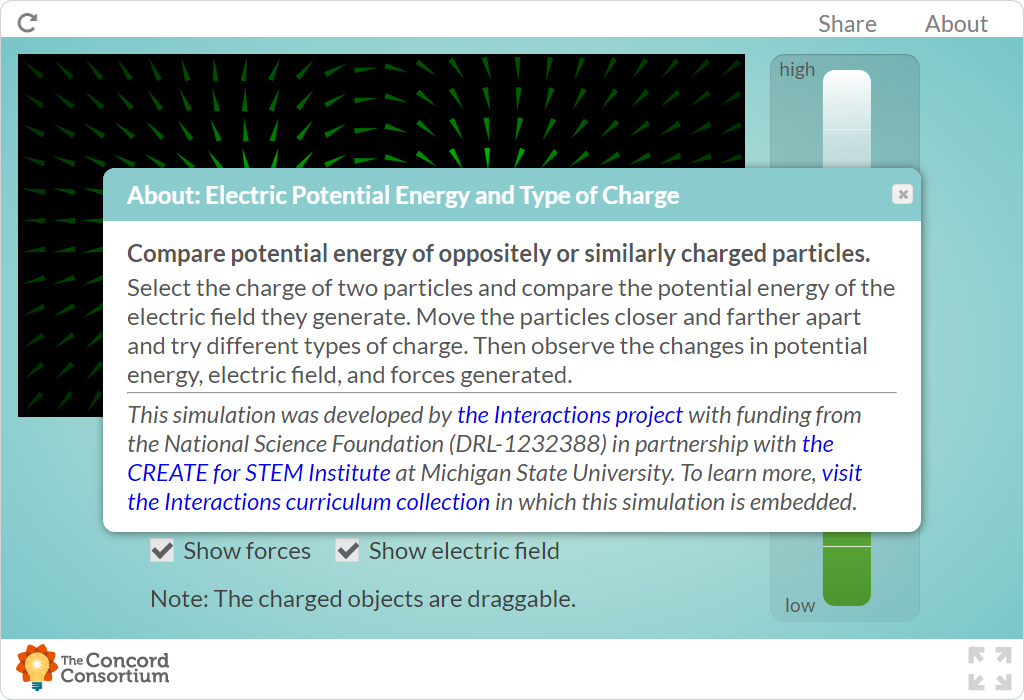 Share About
high
About: Electric Potential Energy and Type of Charge
Compare potential energy of oppositely or similarly charged particles.
Select the charge of two particles and compare the potential energy of the
electric field they generate. Move the particles closer and farther apart
and try different types of charge. Then observe the changes in potential
energy, electric field, and forces generated.
This simulation was developed by the Interactions project with funding from
the National Science Foundation (DRL-1232388) in partnership with the
CREATE for STEM Institute at Michigan State University. To learn more, visit
the Interactions curriculum collection in which this simulation is embedded.
Show forces Show electric field
Note: The charged objects are draggable.
low
The Concord
Consortium